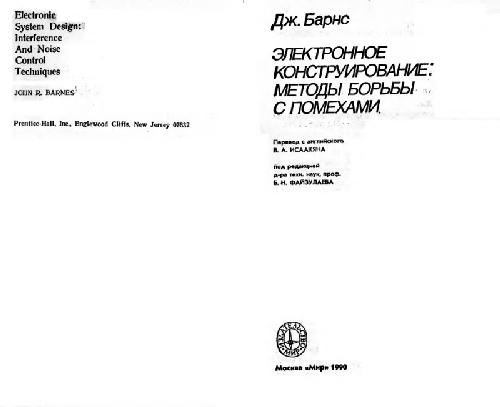 Electronic
System Design:
Interference
And Noise
Control
Techniques
JOHN R. BARNES
Prentice-Hall, Inc., Englewood Cliffs, New Jersey 07632
Дж. Барнс
ЭЛЕКТРОННОЕ
КОНСТРУИРОВАНИЕ:
МЕТОДЫ БОРЬБЫ
С ПОМЕХАМИ
Перевод с английского
В. А. ИСААКЯНА
под редакцией
д-ра техн. наук, проф.
Б. Н. ФАЙЗУЛАЕВА
ИЗДАТЕЛЬСТВО
МИР
Москва «Мир» 1990